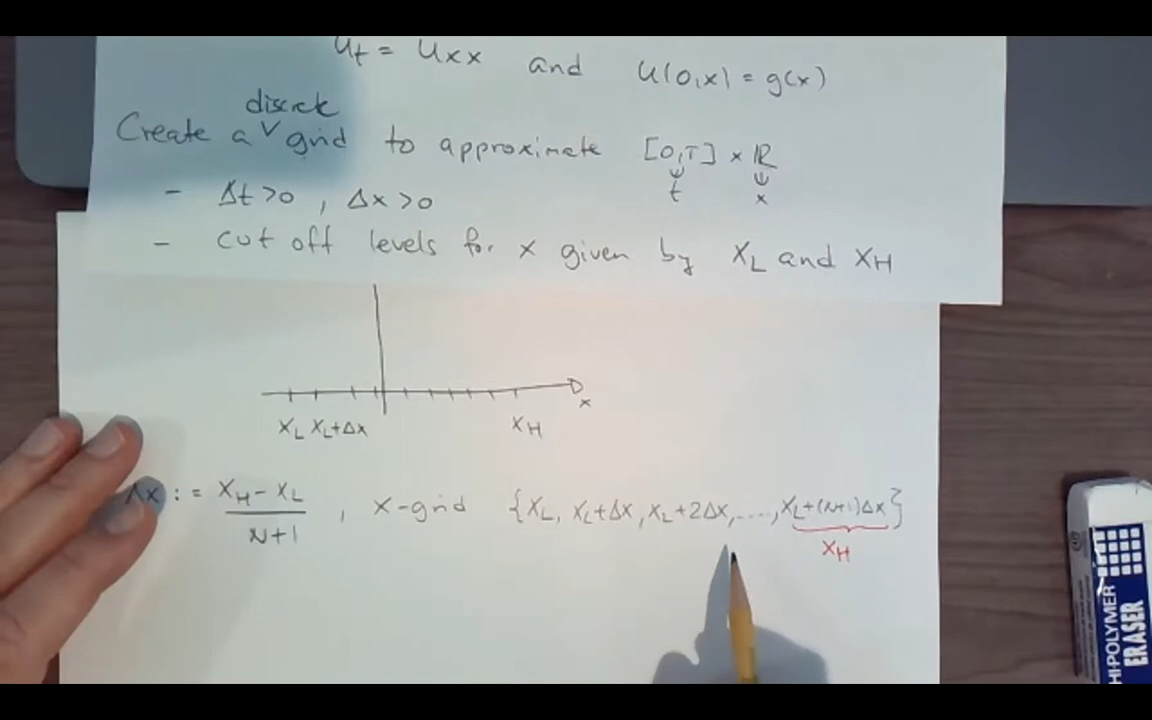 u_t = u_xx and u(0,x) = g(x)
discrete
Create a ∨ grid to approximate [0,T] × ℝ
ψ ψ
t x
- Δt>0 , Δx>0
- cut off levels for x given by x_L and x_H
x
x_L x_L+Δx x_H
Δx := x_H - x_L / N+1 , x-grid {x_L, x_L+Δx, x_L+2Δx, ...., x_L+(N+1)Δx}
x_H
HI-POLYMER
ERASER